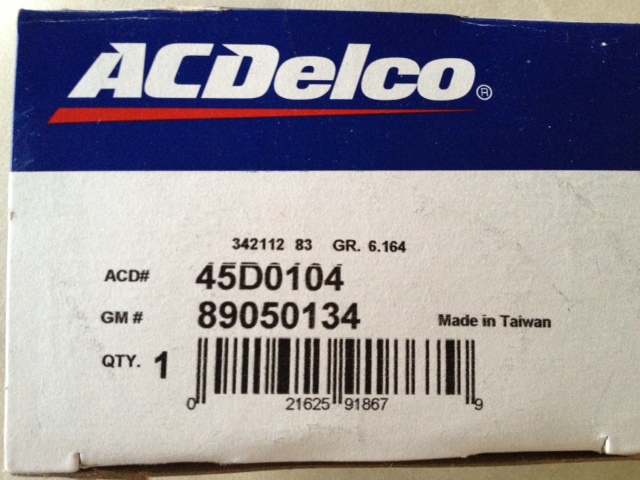 ACDelco®
342112 83 GR. 6.164
ACD# 45D0104
GM # 89050134
Made in Taiwan
QTY. 1
0 21625 91867 9